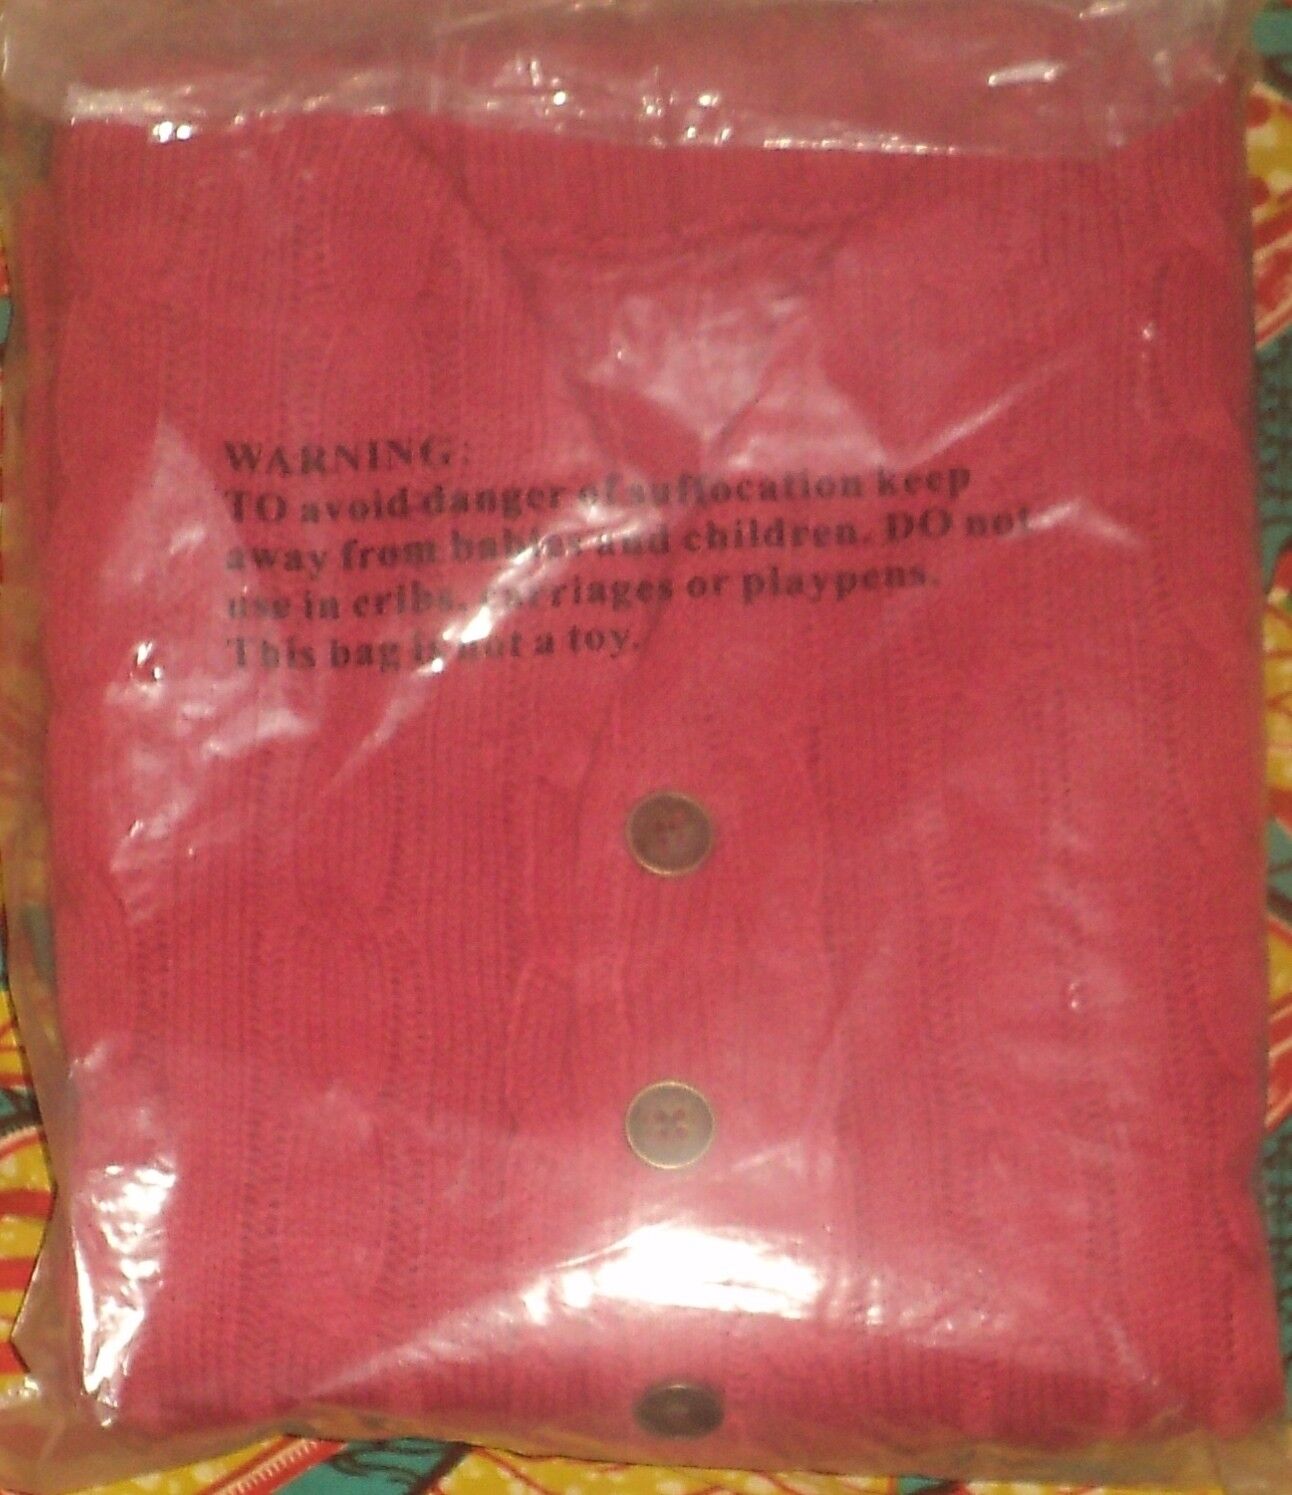 WARNING:
TO avoid danger of suffocation keep
away from babies and children. DO not
use in cribs, carriages or playpens.
This bag is not a toy.